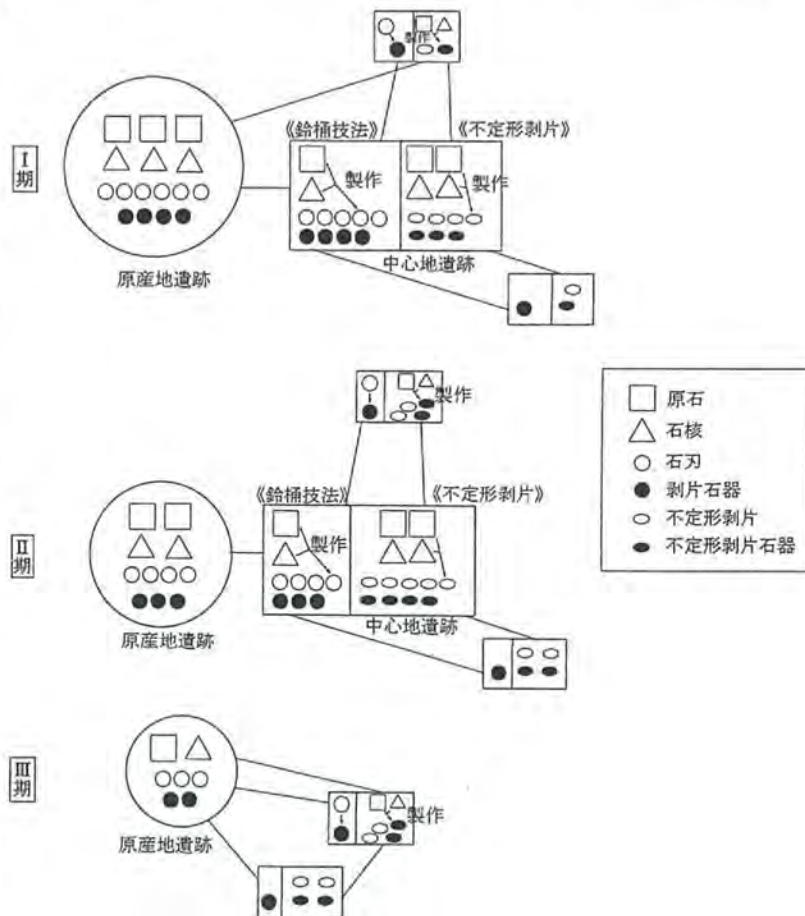 製作
Ⅰ期
《鈴桶技法》
《不定形剥片》
製作
製作
原産地遺跡
中心地遺跡
製作
Ⅱ期
《鈴桶技法》
《不定形剥片》
製作
原産地遺跡
中心地遺跡
原石
石核
石刃
剥片石器
不定形剥片
不定形剥片石器
Ⅲ期
製作
原産地遺跡